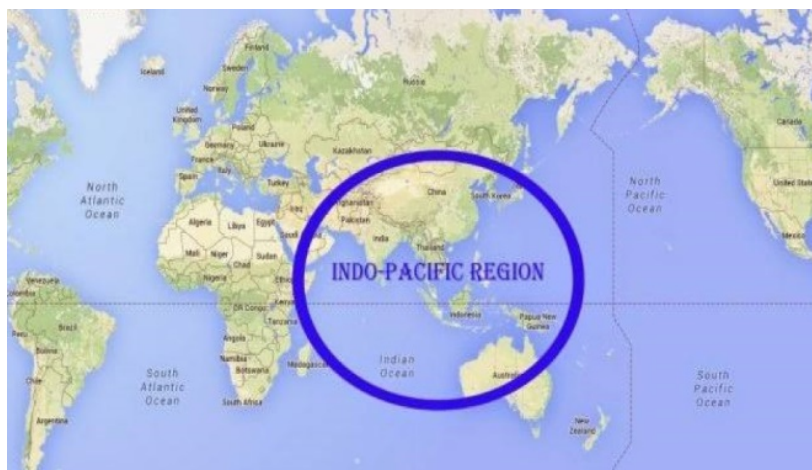 Iceland
Finland
Sweden
Norway
Russia
United
Kingdom
Poland
Germany
Ukraine
France
Italy
Spain
Turkey
Kazakhstan
Canada
United States
Mexico
North
Atlantic
Ocean
North
Pacific
Ocean
China
South Korea
Afghanistan
Pakistan
Iraq
Saudi
India
Thailand
Algeria
Libya
Egypt
Mali
Niger
Chad
Sudan
Nigeria
Ethio
INDO-PACIFIC REGION
Venezuela
Colombia
DR Congo
Kenya
Tanzania
Indonesia
Papua New
Guinea
Peru
Brazil
Bolivia
Chile
Argentina
Angola
Namibia
Botswana
Madagascar
South Africa
South
Atlantic
Ocean
Indian
Ocean
Australia
South
Pacific
Ocean
New
Zealand